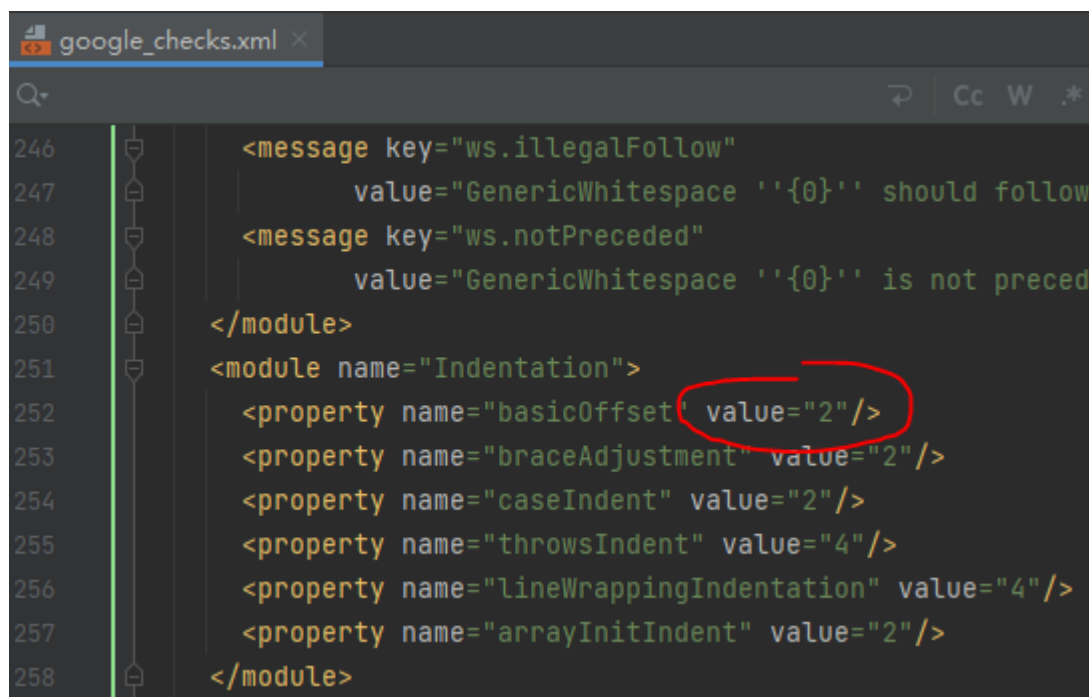 google_checks.xml
Cc W .*
246 <message key="ws.illegalFollow"
247 value="GenericWhitespace ''{0}'' should follow
248 <message key="ws.notPreceded"
249 value="GenericWhitespace ''{0}'' is not preced
250 </module>
251 <module name="Indentation">
252 <property name="basicOffset" value="2"/>
253 <property name="braceAdjustment" value="2"/>
254 <property name="caseIndent" value="2"/>
255 <property name="throwsIndent" value="4"/>
256 <property name="lineWrappingIndentation" value="4"/>
257 <property name="arrayInitIndent" value="2"/>
258 </module>